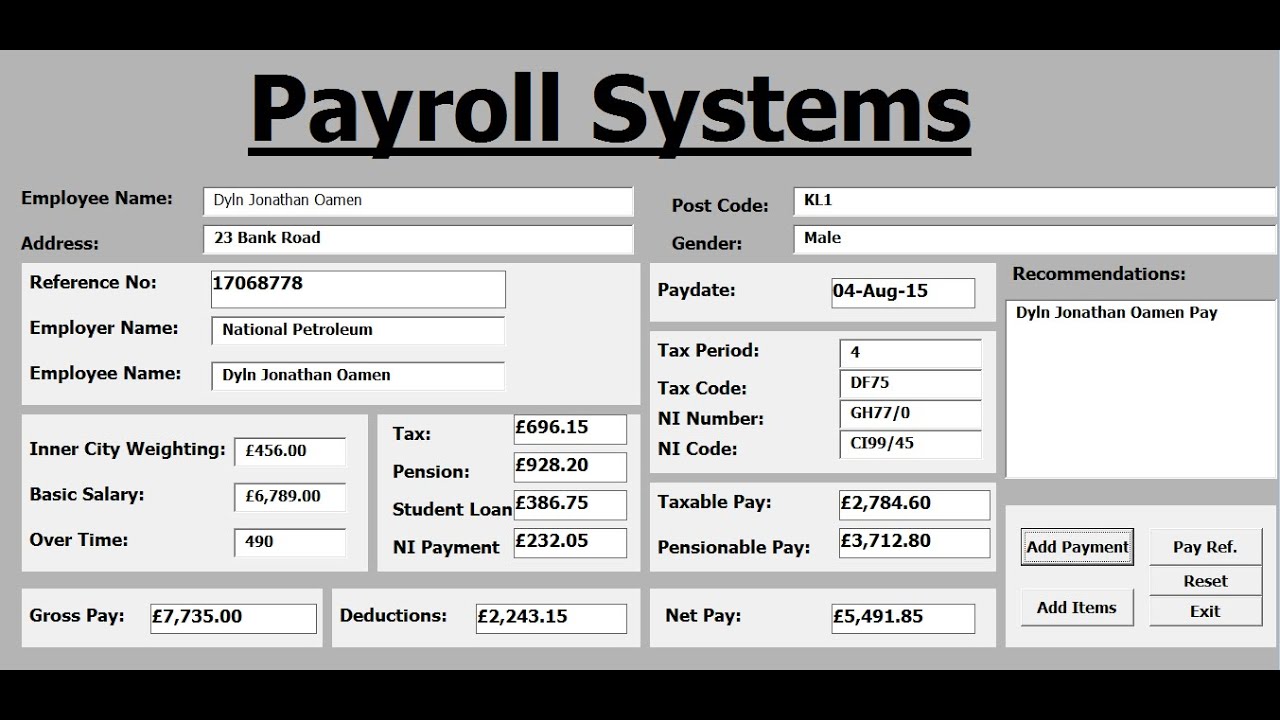 Payroll Systems
Employee Name: Dyln Jonathan Oamen
Post Code: KL1
Address: 23 Bank Road
Gender: Male
Reference No: 17068778
Employer Name: National Petroleum
Employee Name: Dyln Jonathan Oamen
Paydate: 04-Aug-15
Tax Period: 4
Tax Code: DF75
NI Number: GH77/0
NI Code: CI99/45
Recommendations:
Dyln Jonathan Oamen Pay
Inner City Weighting: £456.00
Basic Salary: £6,789.00
Over Time: 490
Tax: £696.15
Pension: £928.20
Student Loan £386.75
NI Payment £232.05
Taxable Pay: £2,784.60
Pensionable Pay: £3,712.80
Add Payment
Pay Ref.
Reset
Add Items
Exit
Gross Pay: £7,735.00
Deductions: £2,243.15
Net Pay: £5,491.85